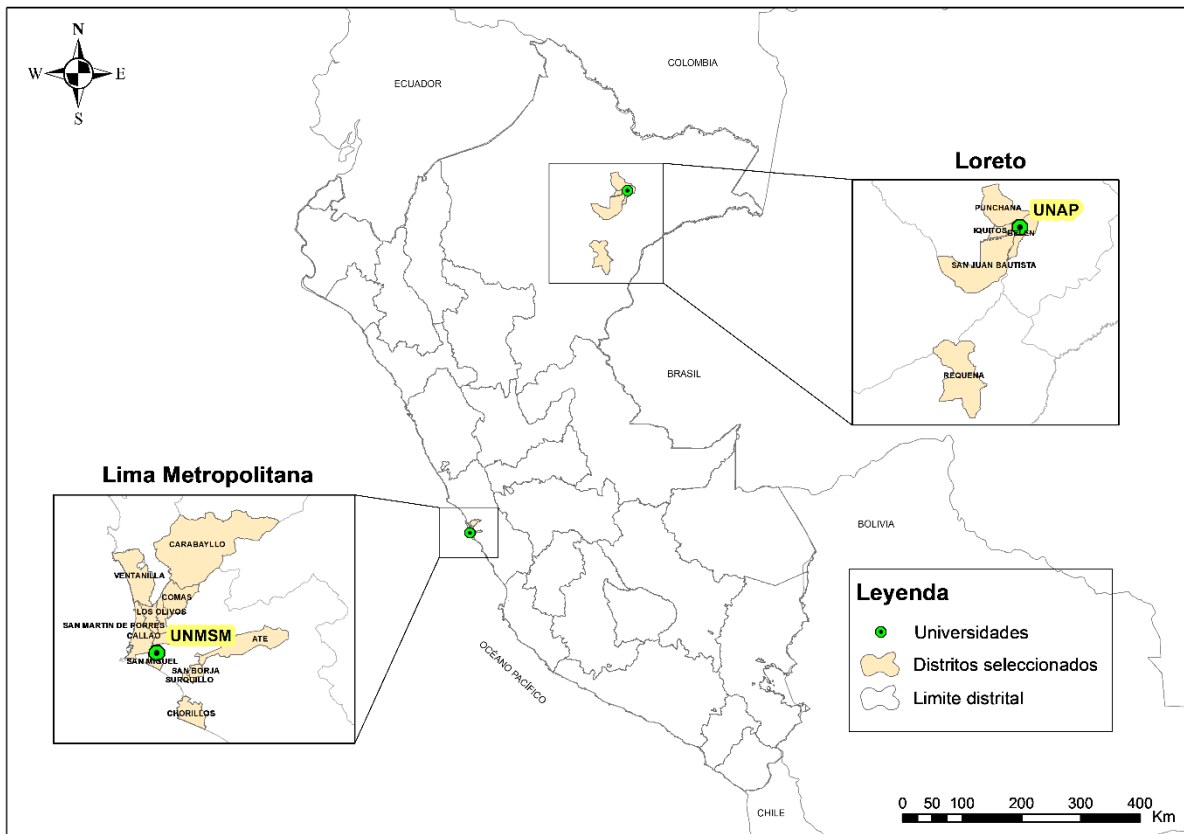 N
W E
S
ECUADOR
COLOMBIA
Loreto
PUNCHANA
UNAP
IQUITOS
BELEN
SAN JUAN BAUTISTA
REQUENA
BRASIL
Lima Metropolitana
CARABAYLLO
VENTANILLA
COMAS
LOS OLIVOS
SAN MARTIN DE PORRES
CALLAO
UNMSM
ATE
SAN MIGUEL
SAN BORJA
SURQUILLO
CHORILLOS
BOLIVIA
OCÉANO PACÍFICO
Leyenda
Universidades
Distritos seleccionados
Limite distrital
CHILE
0 50 100 200 300 400
Km